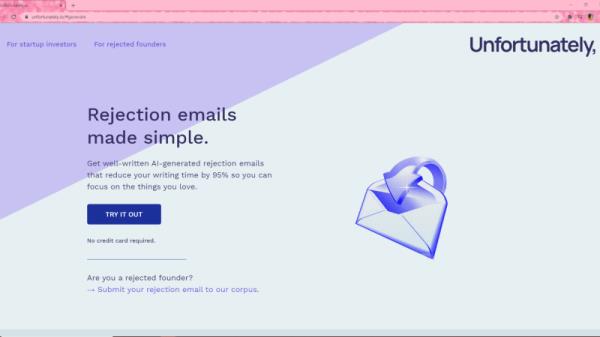 unfortunately.io/#generate
For startup investors
For rejected founders
Unfortunately,
Rejection emails
made simple.
Get well-written AI-generated rejection emails
that reduce your writing time by 95% so you can
focus on the things you love.
TRY IT OUT
No credit card required.
Are you a rejected founder?
→ Submit your rejection email to our corpus.